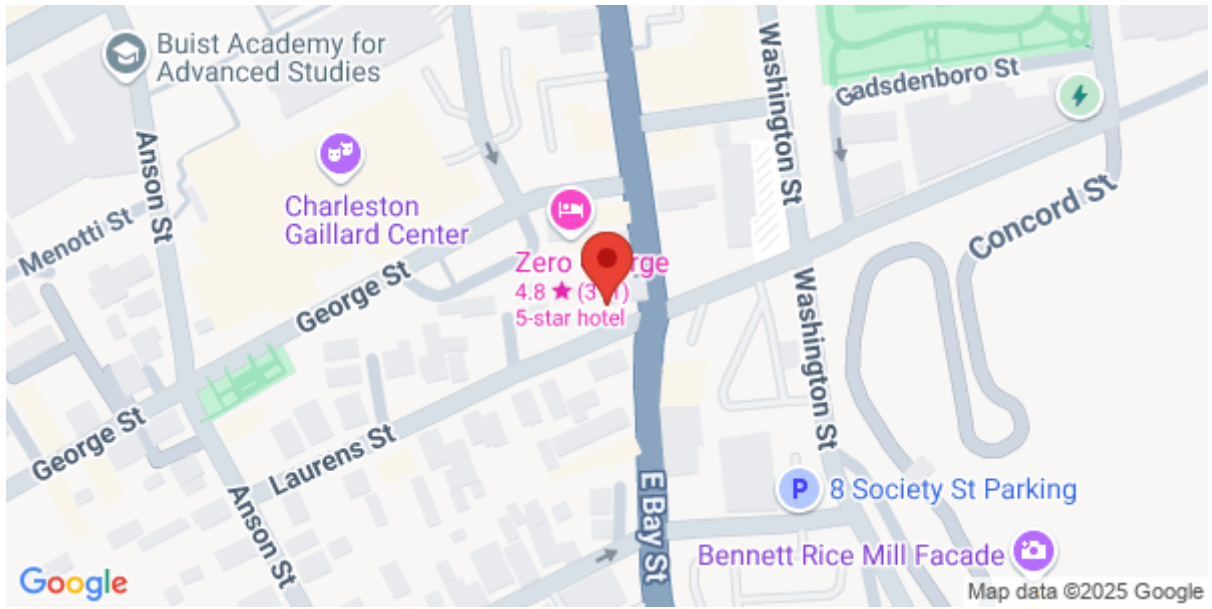 Buist Academy for
Advanced Studies
Washington St
Gadsdenboro St
Anson St
Charleston
Gaillard Center
Menotti St
Concord St
Zero
4.8 ★
5-star hotel
George St
Washington St
George St
Laurens St
E Bay St
P
8 Society St Parking
Anson St
Bennett Rice Mill Facade
Google
Map data ©2025 Google